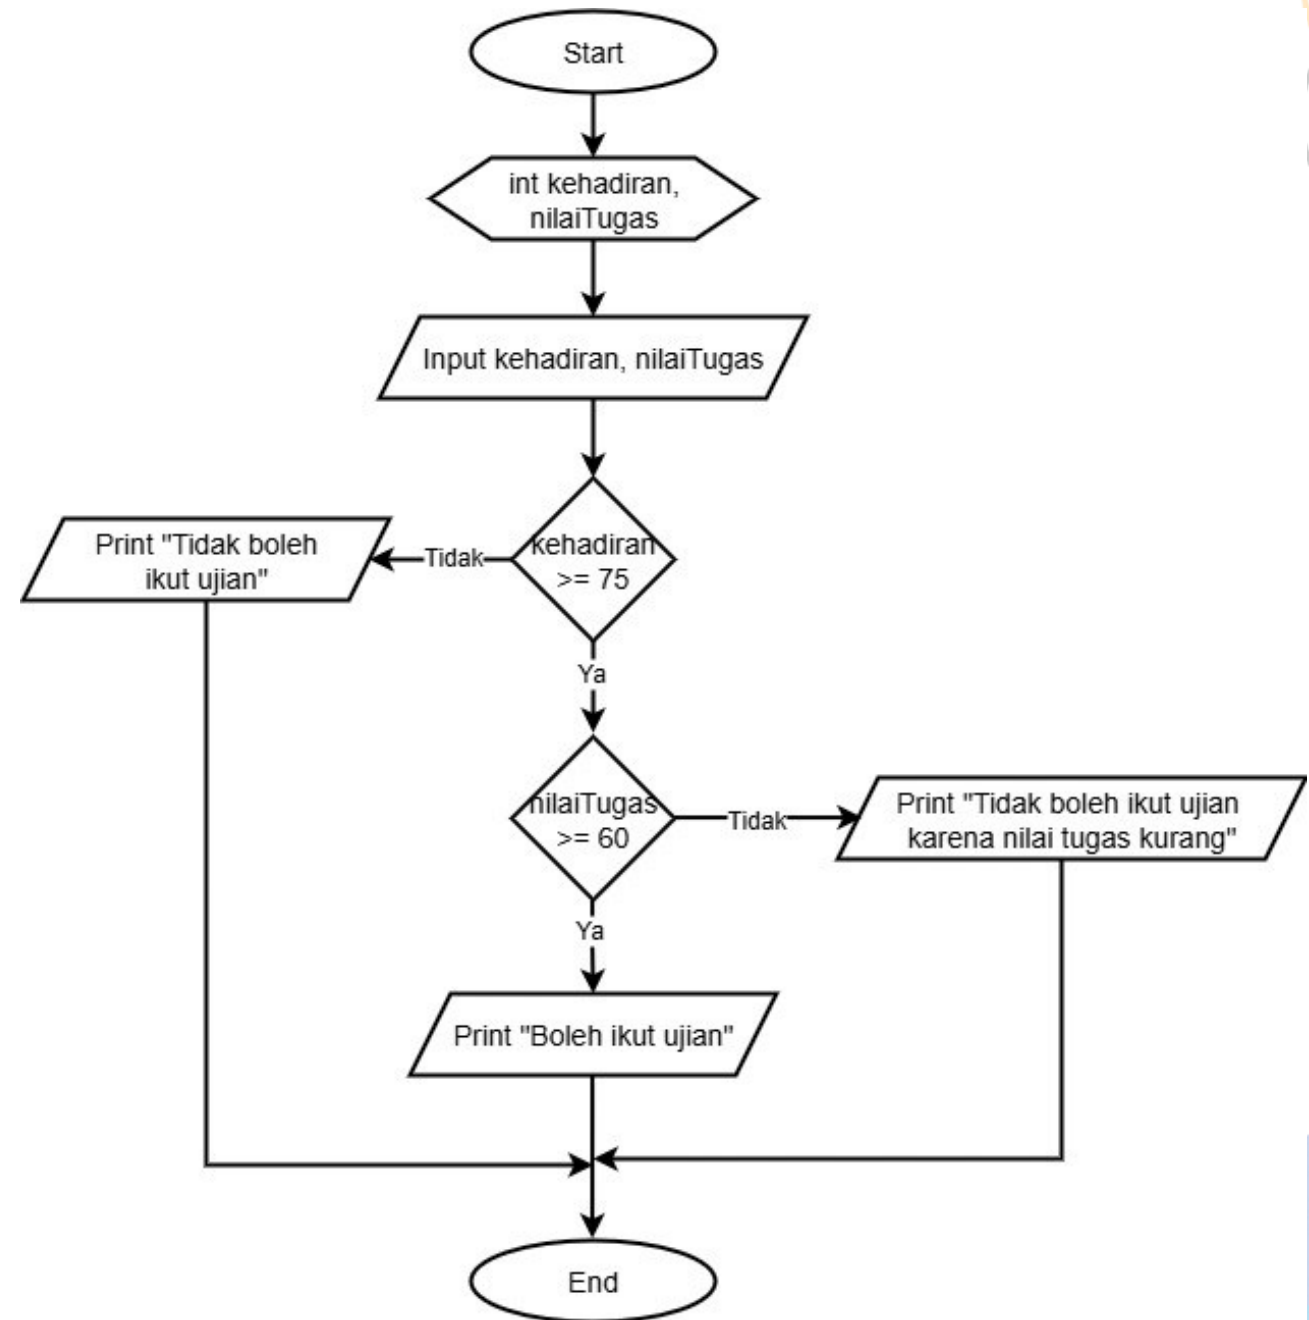 Start
int kehadiran,
nilaiTugas
Input kehadiran, nilaiTugas
kehadiran
>= 75
Tidak
Print "Tidak boleh
ikut ujian"
Ya
nilaiTugas
>= 60
Tidak
Print "Tidak boleh ikut ujian
karena nilai tugas kurang"
Ya
Print "Boleh ikut ujian"
End